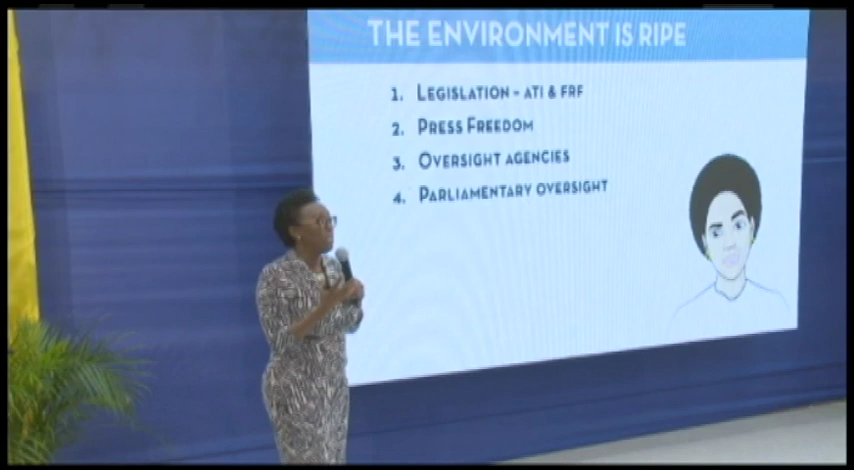 THE ENVIRONMENT IS RIPE
1. LEGISLATION - ATI & FRF
2. PRESS FREEDOM
3. OVERSIGHT AGENCIES
4. PARLIAMENTARY OVERSIGHT